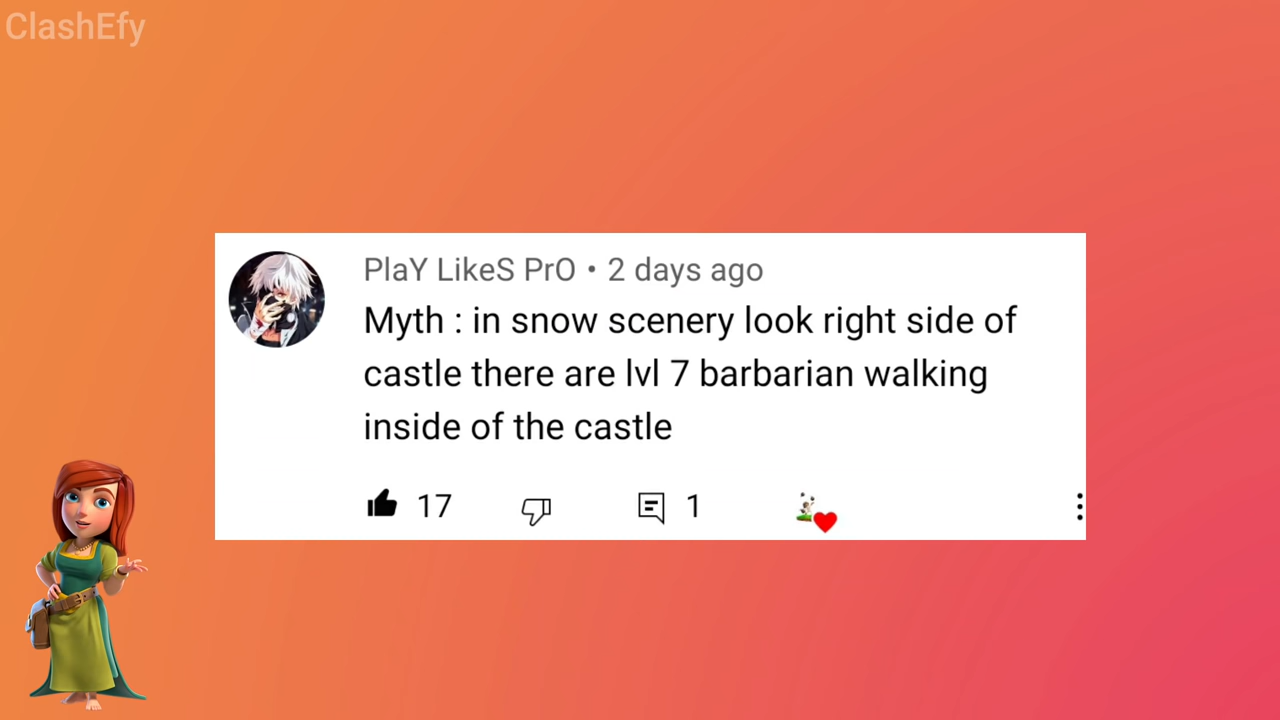 ClashEfy
PlaY LikeS PrO • 2 days ago
Myth : in snow scenery look right side of
castle there are lvl 7 barbarian walking
inside of the castle
17
1